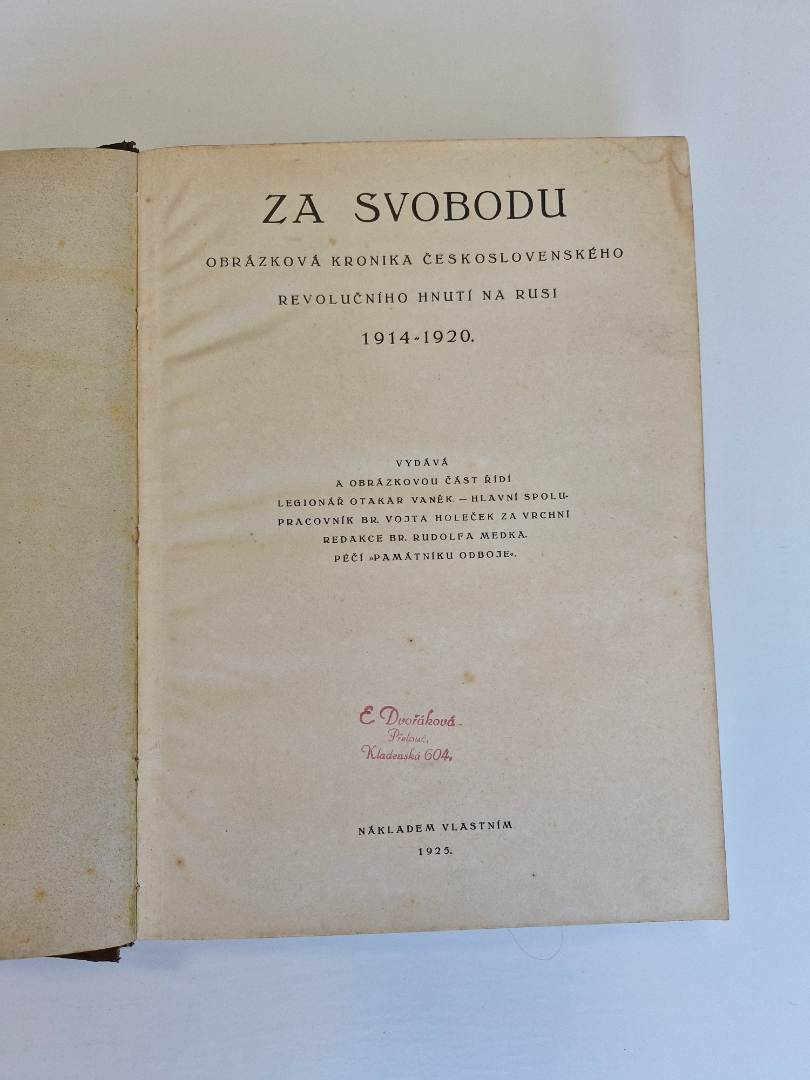 ZA SVOBODU
OBRÁZKOVÁ KRONIKA ČESKOSLOVENSKÉHO
REVOLUČNÍHO HNUTÍ NA RUSI
1914-1920.
VYDÁVÁ
A OBRÁZKOVOU ČÁST ŘÍDÍ
LEGIONÁŘ OTAKAR VANĚK. — HLAVNÍ SPOLU-
PRACOVNÍK BR. VOJTA HOLEČEK ZA VRCHNÍ
REDAKCE BR. RUDOLFA MEDKA.
PÉČÍ »PAMÁTNÍKU ODBOJE«.
E. Dvořáková
Přelouč,
Kladenská 604,
NÁKLADEM VLASTNÍM
1925.